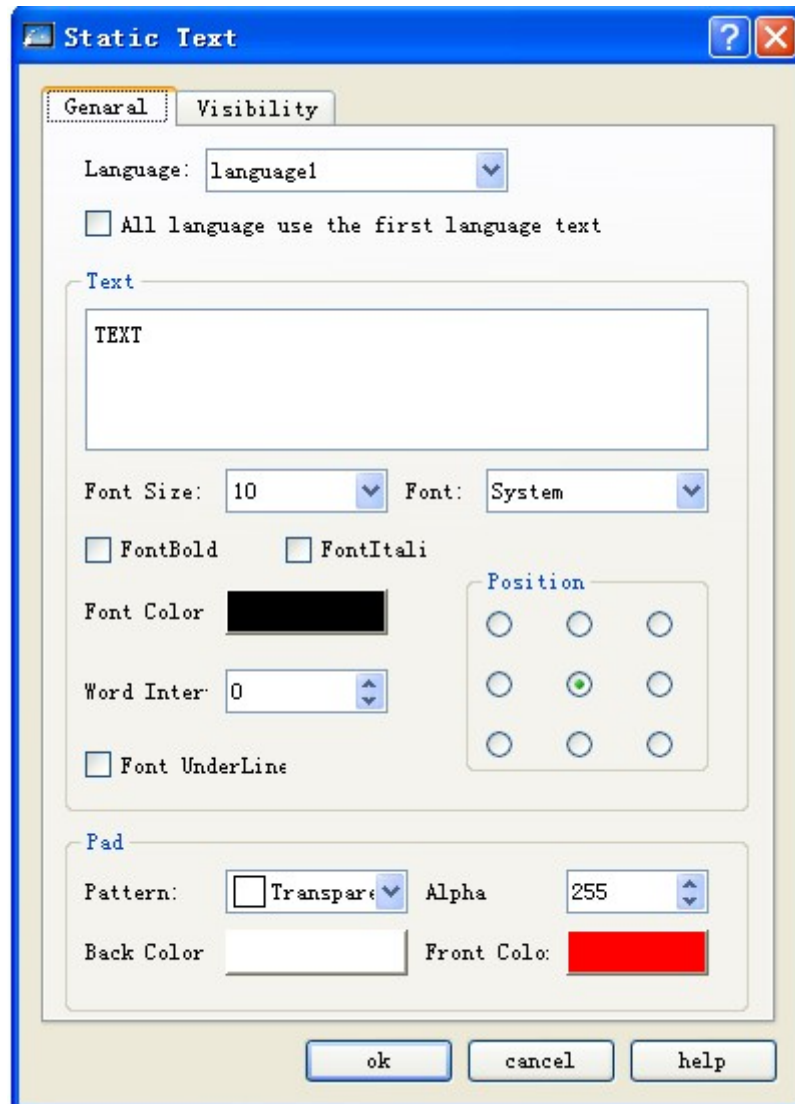 Static Text
Genaral Visibility
Language: language1
All language use the first language text
Text
TEXT
Font Size: 10 Font: System
FontBold FontItali
Position
Font Color
Word Inter 0
Font UnderLine
Pad
Pattern: Transpare Alpha 255
Back Color Front Colo:
ok cancel help